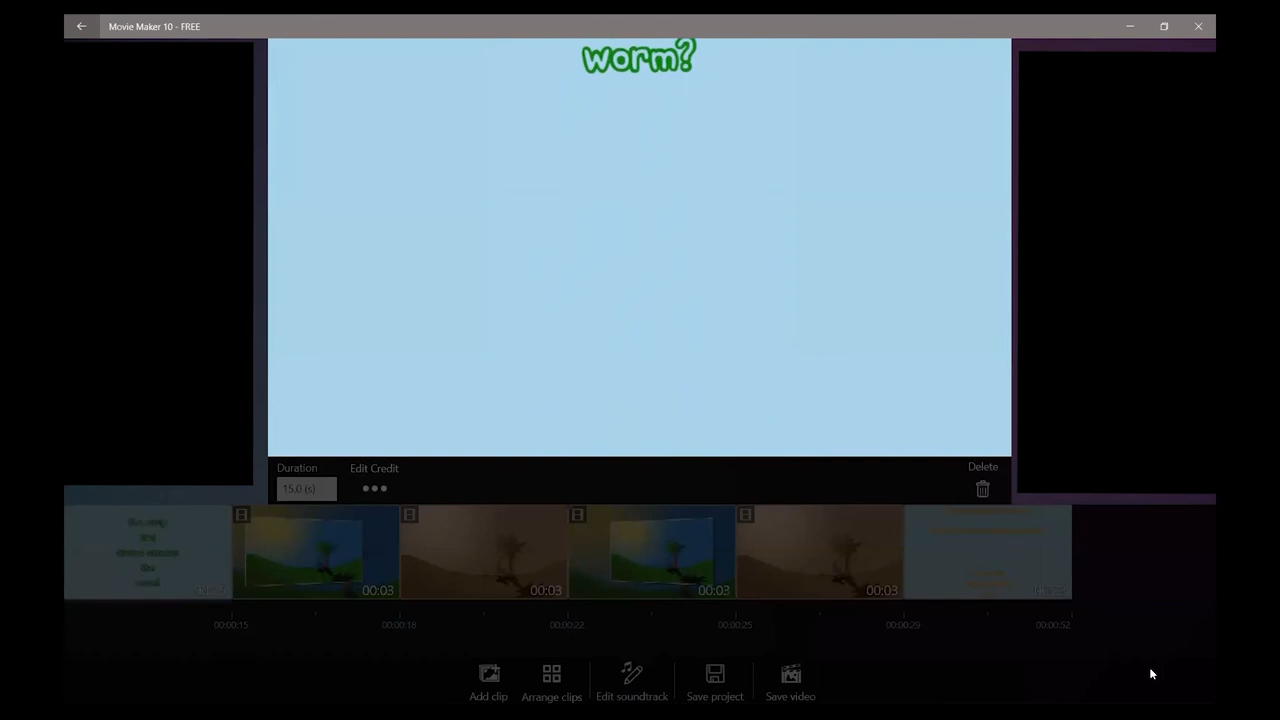 Movie Maker 10 - FREE
worm?
Duration
Edit Credit
Delete
15.0 (s)
00:03
00:03
00:03
00:03
00:00:15
00:00:18
00:00:22
00:00:25
00:00:29
00:00:52
Add clip
Arrange clips
Edit soundtrack
Save project
Save video